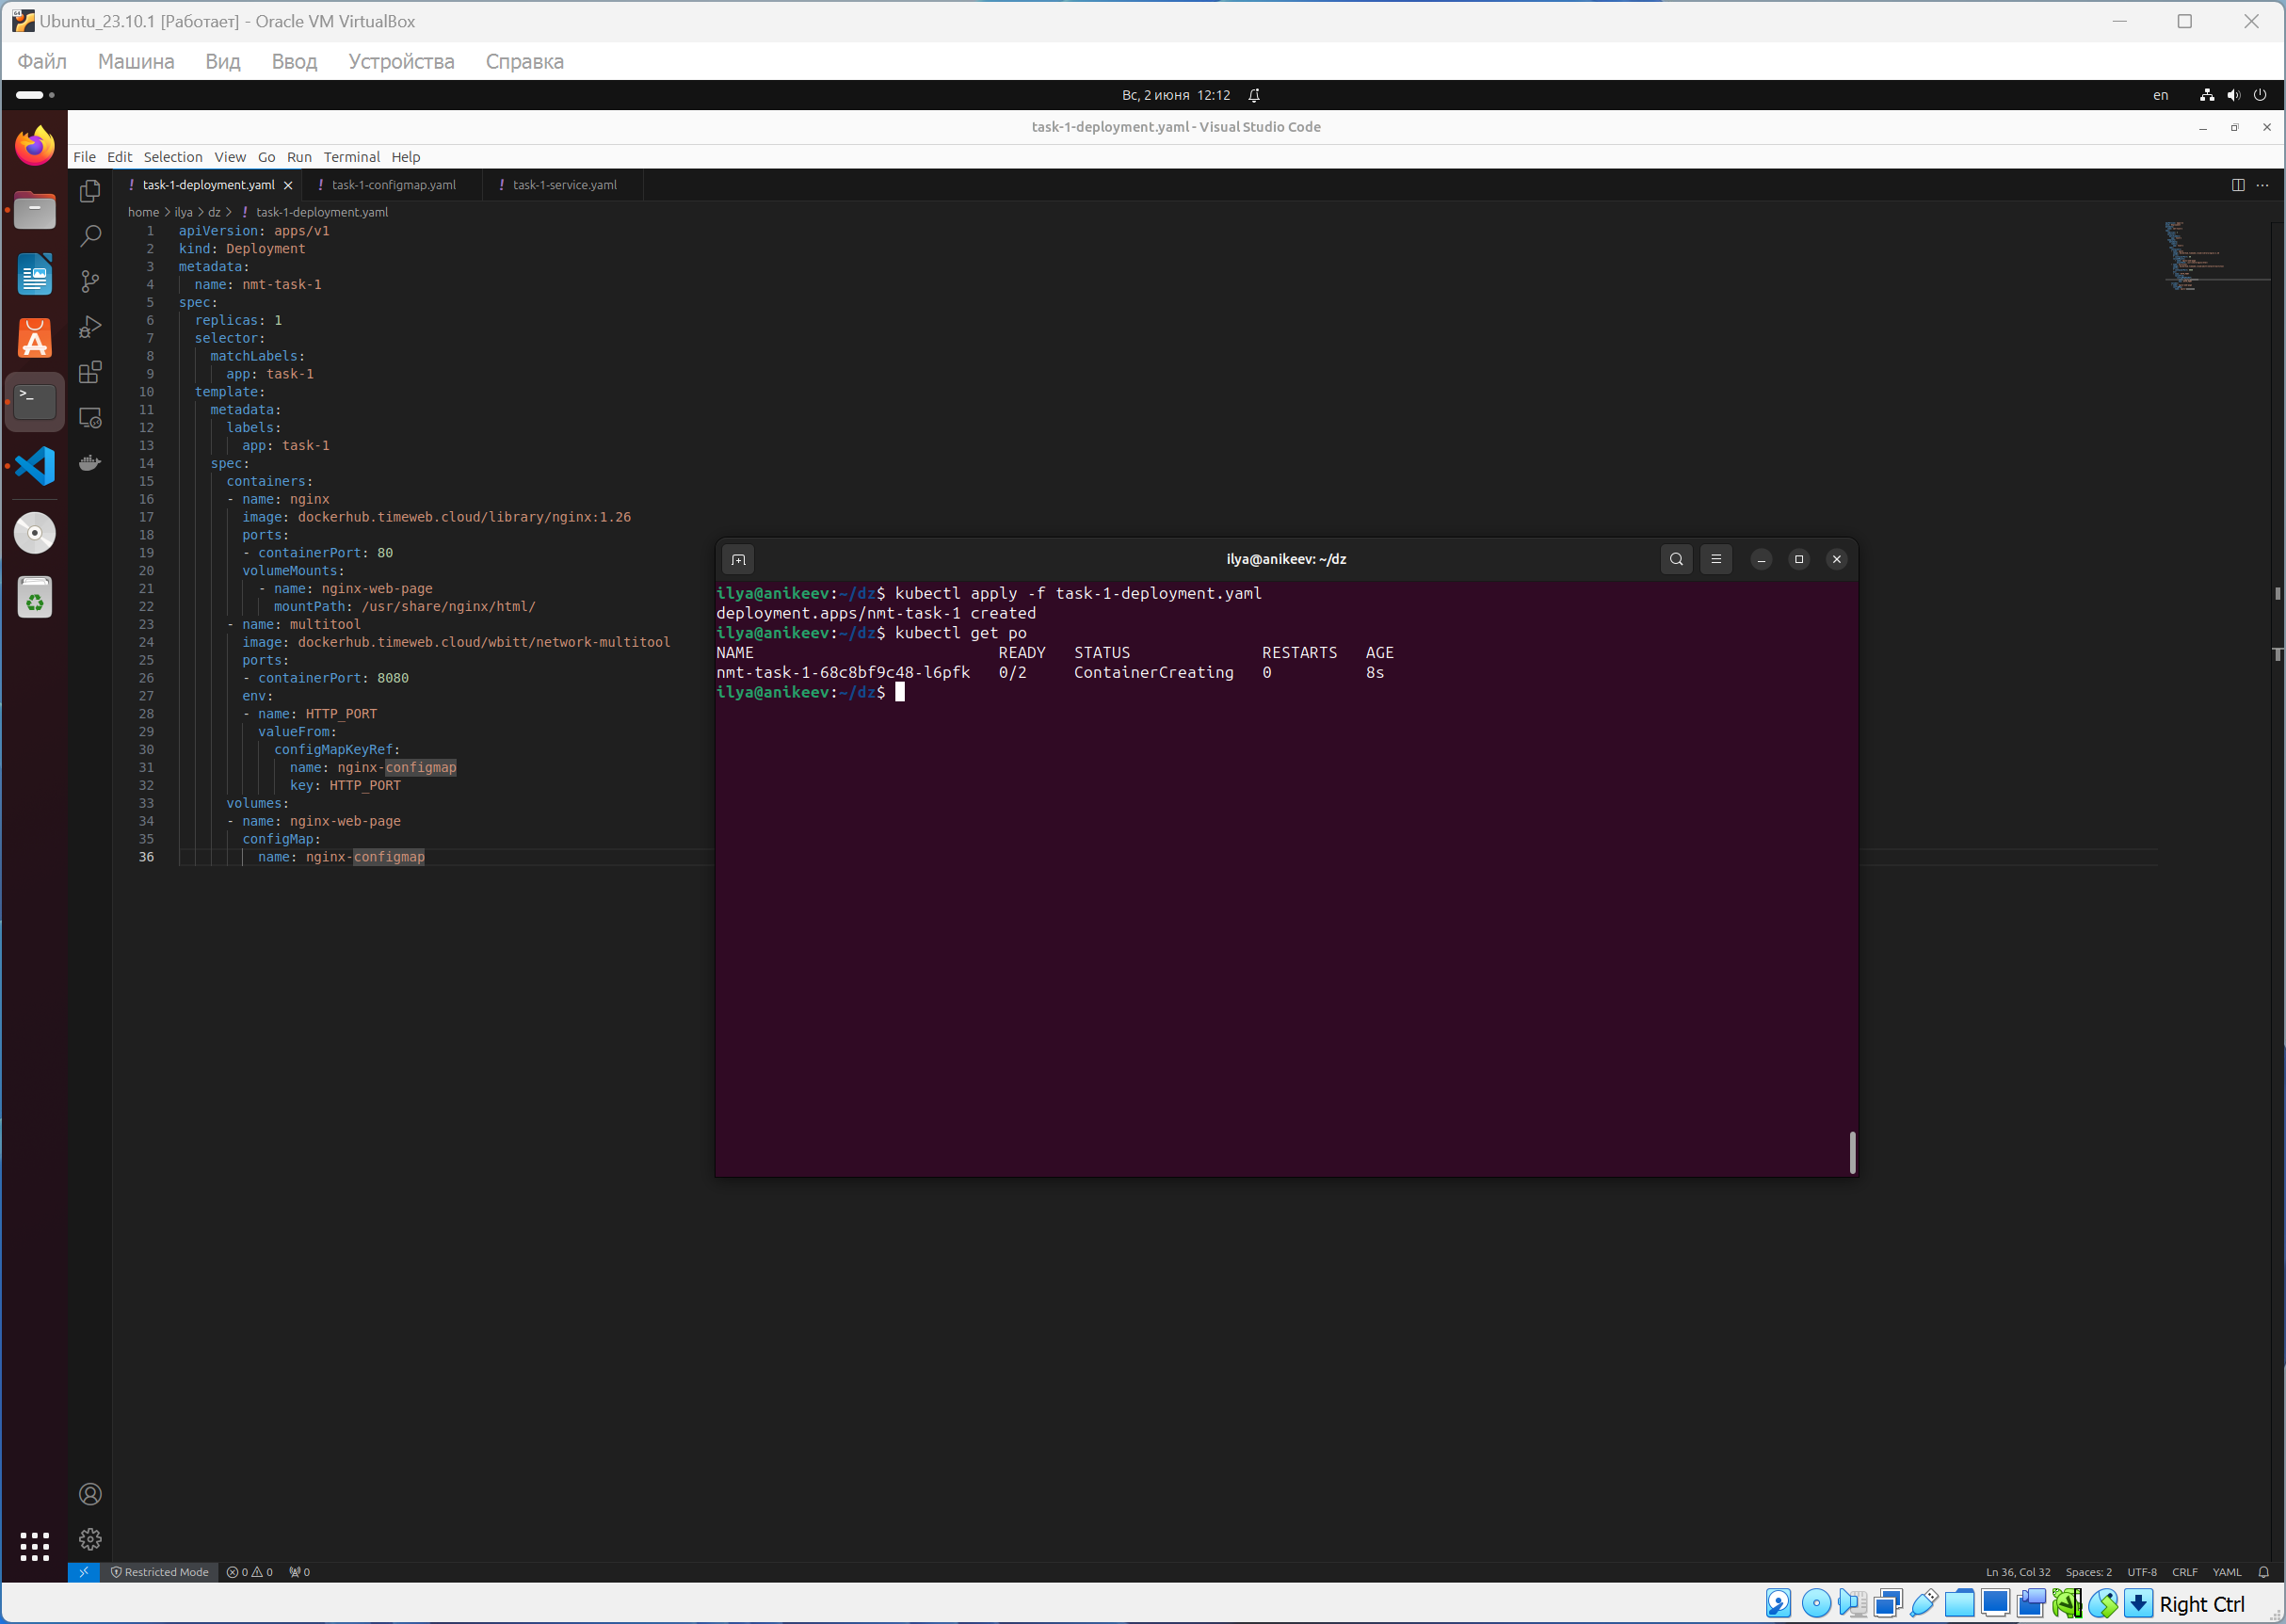 Ubuntu_23.10.1 [Работает] - Oracle VM VirtualBox
Файл Машина Вид Ввод Устройства Справка
Вс, 2 июня 12:12
en
task-1-deployment.yaml - Visual Studio Code
File Edit Selection View Go Run Terminal Help
! task-1-deployment.yaml ! task-1-configmap.yaml ! task-1-service.yaml
home > ilya > dz > ! task-1-deployment.yaml
1 apiVersion: apps/v1
2 kind: Deployment
3 metadata:
4 name: nmt-task-1
5 spec:
6 replicas: 1
7 selector:
8 matchLabels:
9 app: task-1
10 template:
11 metadata:
12 labels:
13 app: task-1
14 spec:
15 containers:
16 - name: nginx
17 image: dockerhub.timeweb.cloud/library/nginx:1.26
18 ports:
19 - containerPort: 80
20 volumeMounts:
21 - name: nginx-web-page
22 mountPath: /usr/share/nginx/html/
23 - name: multitool
24 image: dockerhub.timeweb.cloud/wbitt/network-multitool
25 ports:
26 - containerPort: 8080
27 env:
28 - name: HTTP_PORT
29 valueFrom:
30 configMapKeyRef:
31 name: nginx-configmap
32 key: HTTP_PORT
33 volumes:
34 - name: nginx-web-page
35 configMap:
36 name: nginx-configmap
ilya@anikeev: ~/dz
ilya@anikeev:~/dz$ kubectl apply -f task-1-deployment.yaml
deployment.apps/nmt-task-1 created
ilya@anikeev:~/dz$ kubectl get po
NAME READY STATUS RESTARTS AGE
nmt-task-1-68c8bf9c48-l6pfk 0/2 ContainerCreating 0 8s
ilya@anikeev:~/dz$
Restricted Mode 0 0 0
Ln 36, Col 32 Spaces: 2 UTF-8 CRLF YAML
Right Ctrl